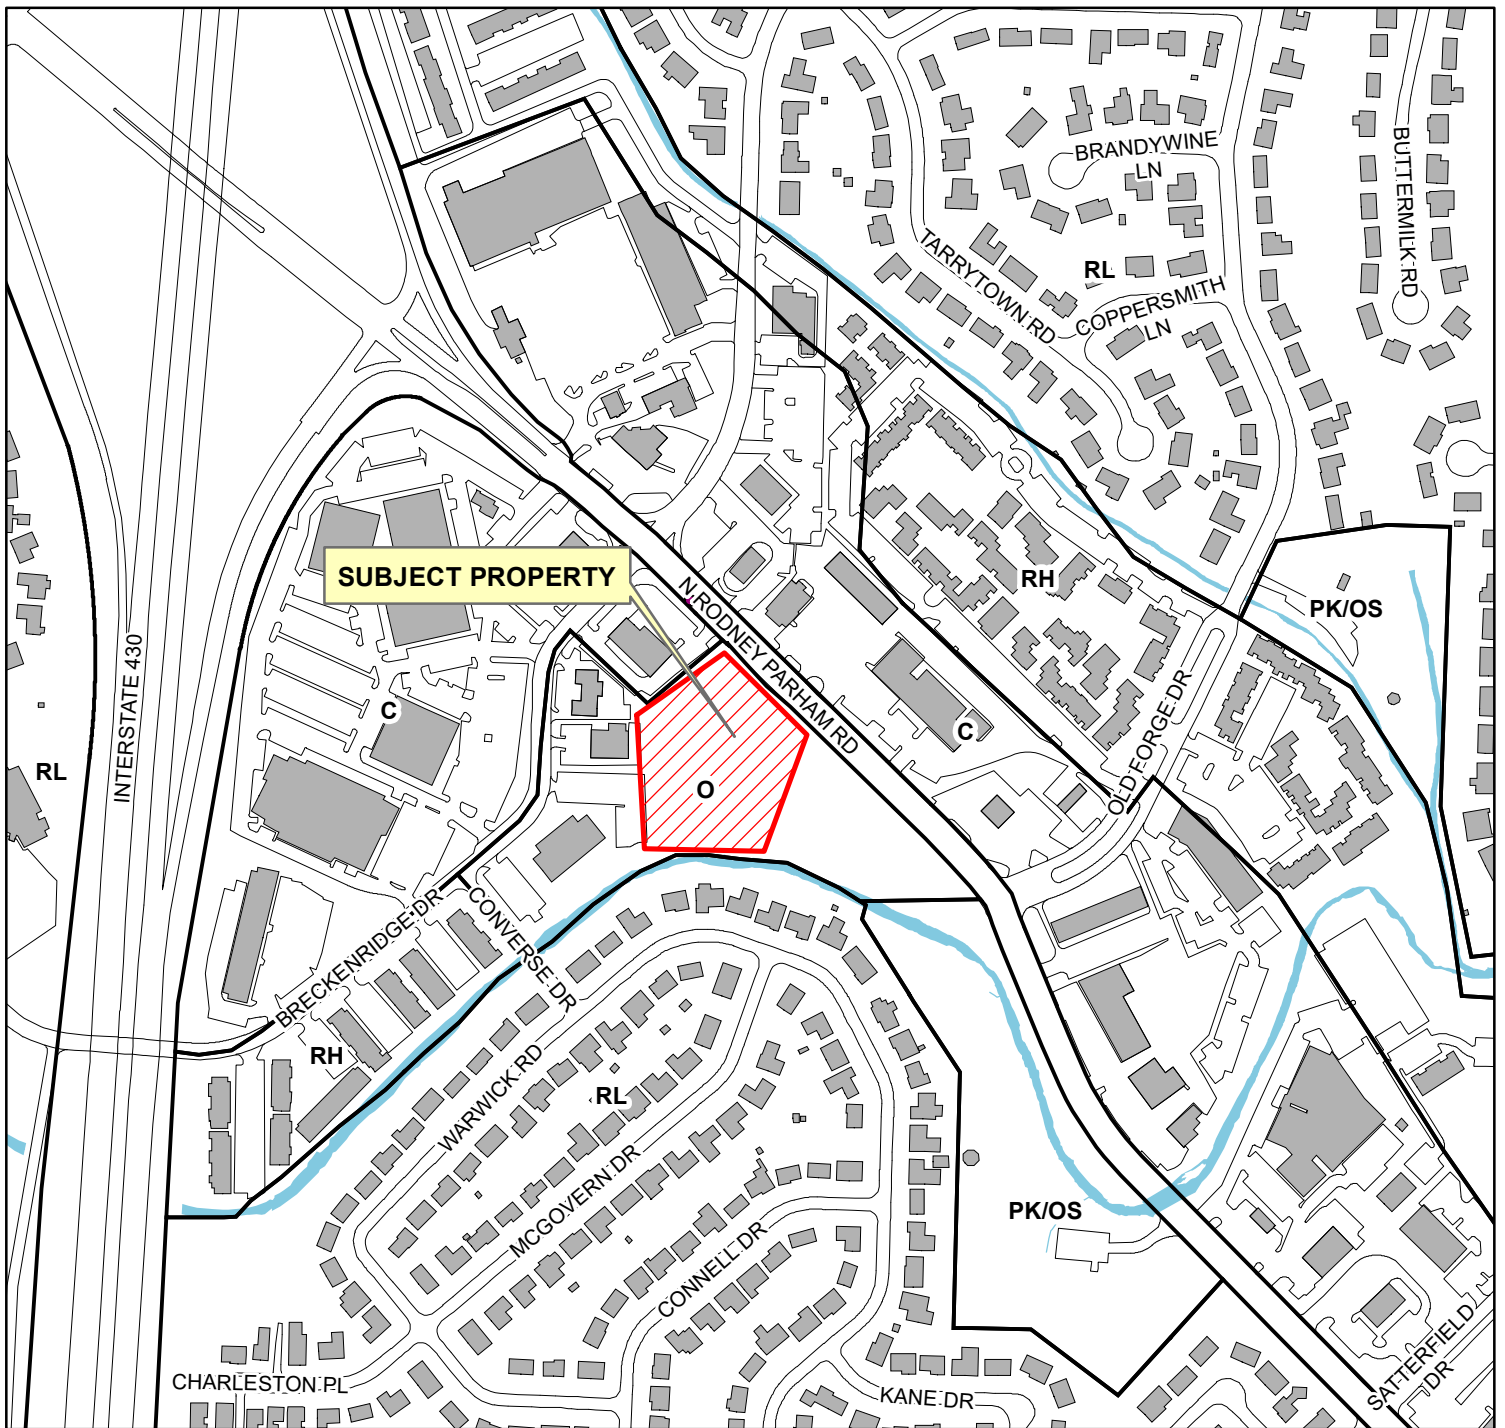 BRANDYWINE
LN
BUTTERMILK RD
TARRYTOWN RD
RL
COPPERSMITH
LN
SUBJECT PROPERTY
N RODNEY PARHAM RD
RH
PK/OS
INTERSTATE 430
C
C
OLD FORGE DR
RL
O
BRECKENRIDGE DR
CONVERSE DR
RH
WARWICK RD
RL
MCGOVERN DR
PK/OS
CONNELL DR
CHARLESTON PL
KANE DR
SATTERFIELD
DR